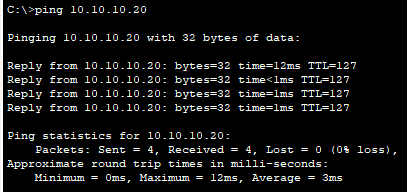 C:\>ping 10.10.10.20
Pinging 10.10.10.20 with 32 bytes of data:
Reply from 10.10.10.20: bytes=32 time=12ms TTL=127
Reply from 10.10.10.20: bytes=32 time<1ms TTL=127
Reply from 10.10.10.20: bytes=32 time=1ms TTL=127
Reply from 10.10.10.20: bytes=32 time=1ms TTL=127
Ping statistics for 10.10.10.20:
    Packets: Sent = 4, Received = 4, Lost = 0 (0% loss),
Approximate round trip times in milli-seconds:
    Minimum = 0ms, Maximum = 12ms, Average = 3ms